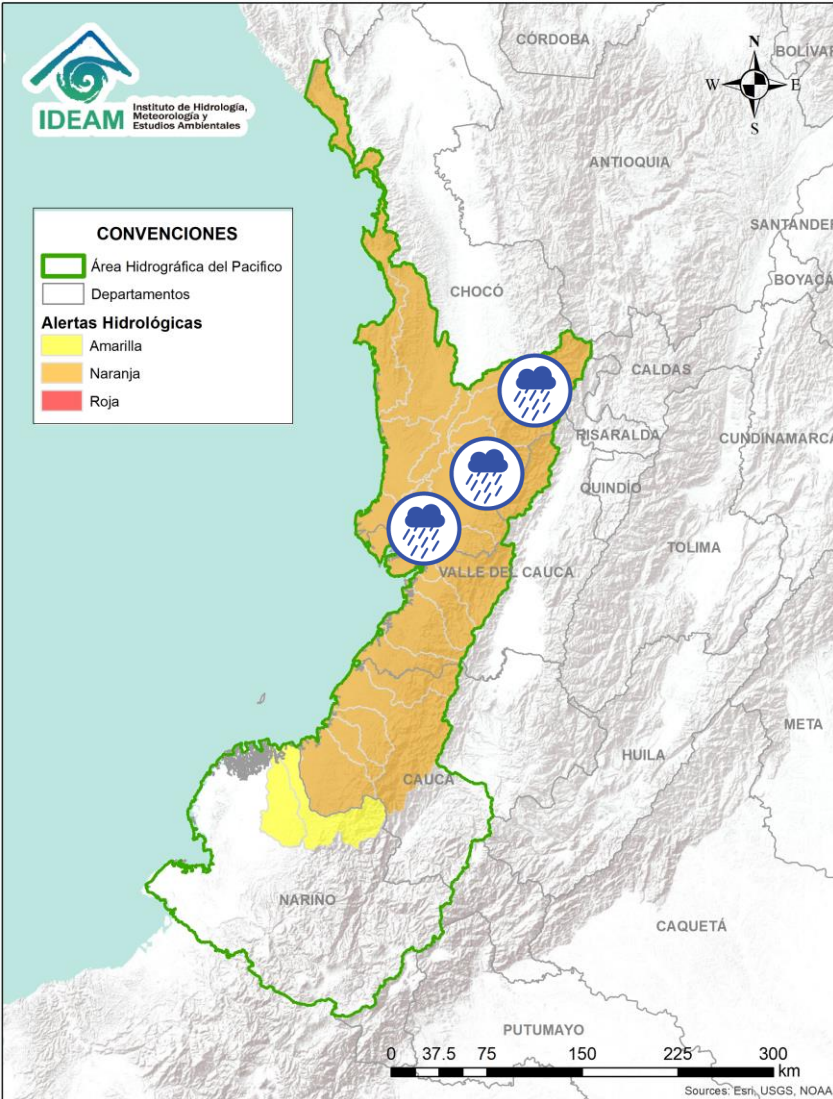 IDEAM
Instituto de Hidrología,
Meteorología y
Estudios Ambientales
N
W
E
S
CÓRDOBA
BOLÍVAR
ANTIOQUIA
SANTANDER
BOYACÁ
CHOCÓ
CALDAS
RISARALDA
CUNDINAMARCA
QUINDÍO
TOLIMA
VALLE DEL CAUCA
META
HUILA
CAUCA
NARIÑO
CAQUETÁ
PUTUMAYO
CONVENCIONES
Área Hidrográfica del Pacifico
Departamentos
Alertas Hidrológicas
Amarilla
Naranja
Roja
0 37.5 75 150 225 300
km
Sources: Esri, USGS, NOAA